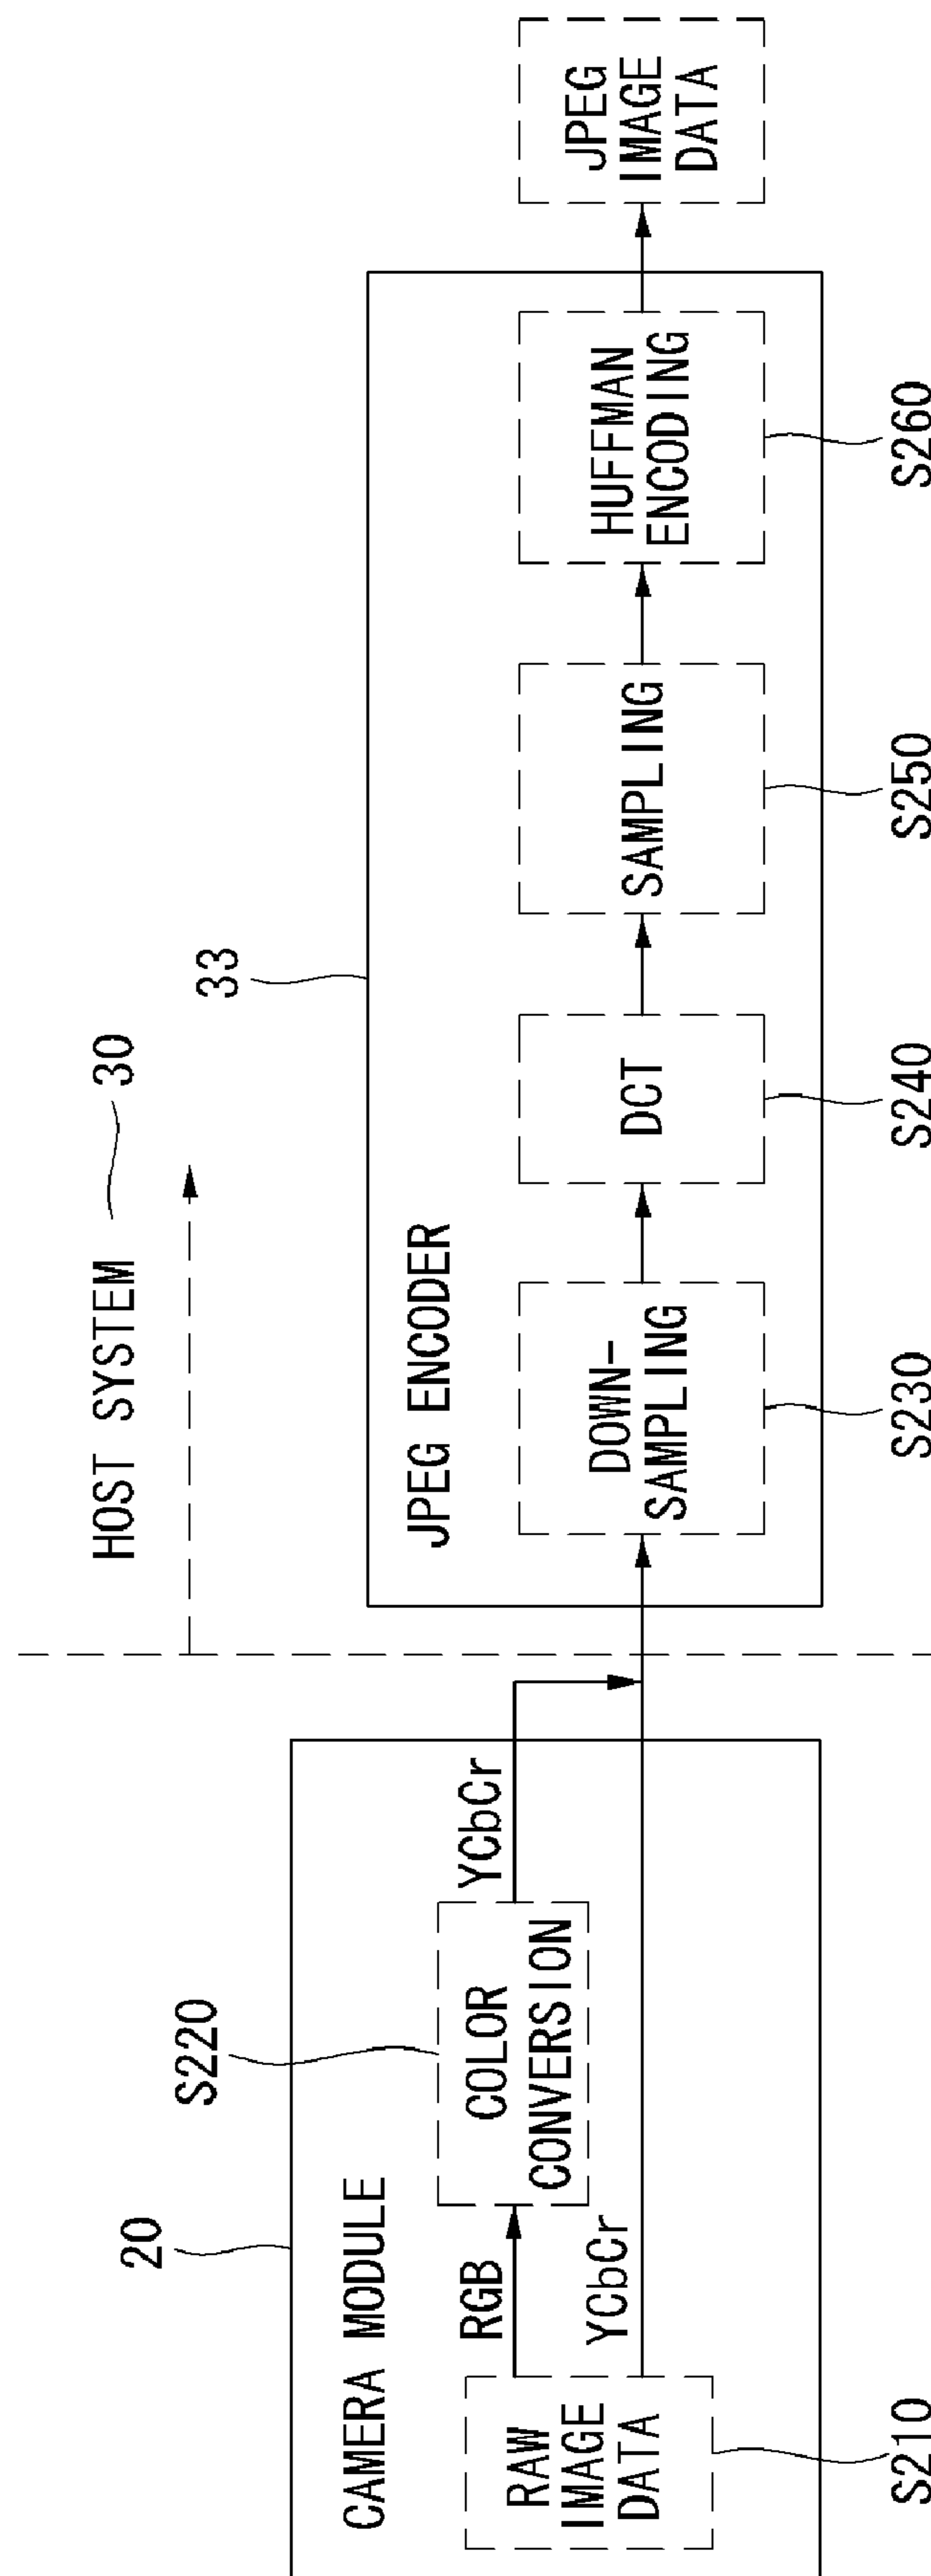 20
CAMERA MODULE
S220
RGB
COLOR
CONVERSION
YCbCr
RAW
IMAGE
DATA
YCbCr
S210
HOST SYSTEM
30
33
JPEG ENCODER
DOWN-
SAMPLING
DCT
SAMPLING
HUFFMAN
ENCODING
JPEG
IMAGE
DATA
S230
S240
S250
S260